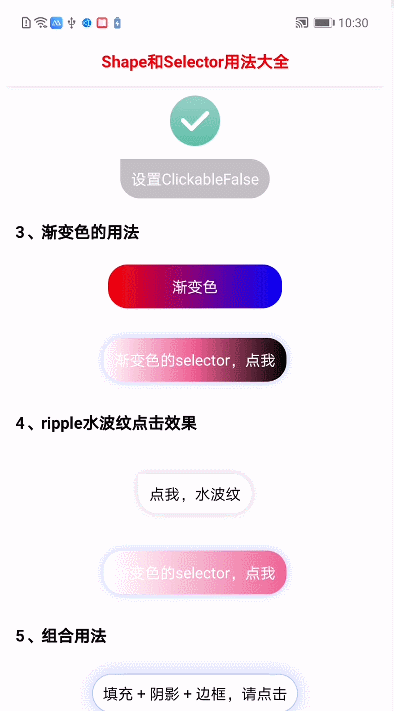 10:30
Shape和Selector用法大全
设置ClickableFalse
3、渐变色的用法
渐变色
渐变色的selector，点我
4、ripple水波纹点击效果
点我，水波纹
渐变色的selector，点我
5、组合用法
填充 + 阴影 + 边框，请点击